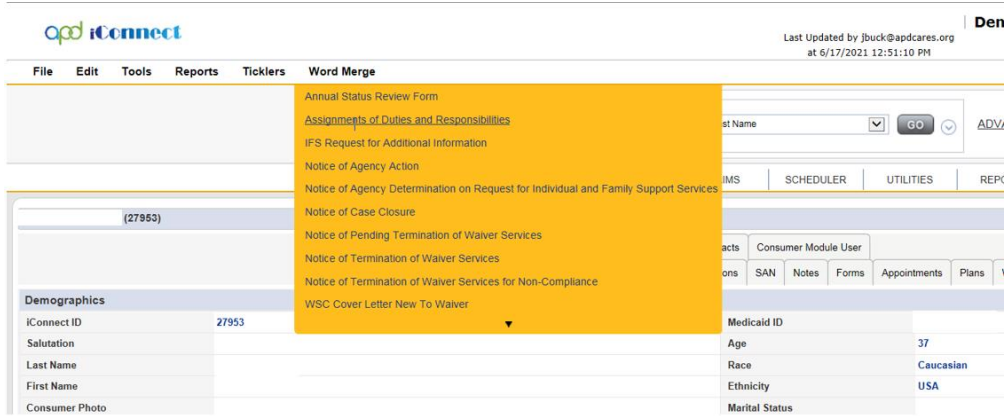 apd iConnect
Den
Last Updated by jbuck@apdcares.org
at 6/17/2021 12:51:10 PM
File Edit Tools Reports Ticklers Word Merge
Annual Status Review Form
Assignments of Duties and Responsibilities
st Name GO ADVA
IFS Request for Additional Information
Notice of Agency Action
Notice of Agency Determination on Request for Individual and Family Support Services
IMS SCHEDULER UTILITIES REPO
Notice of Case Closure
(27953)
Notice of Pending Termination of Waiver Services
acts Consumer Module User
Notice of Termination of Waiver Services
ons SAN Notes Forms Appointments Plans
Notice of Termination of Waiver Services for Non-Compliance
WSC Cover Letter New To Waiver
Demographics
iConnect ID 27953 Medicaid ID
Salutation Age 37
Last Name Race Caucasian
First Name Ethnicity USA
Consumer Photo Marital Status